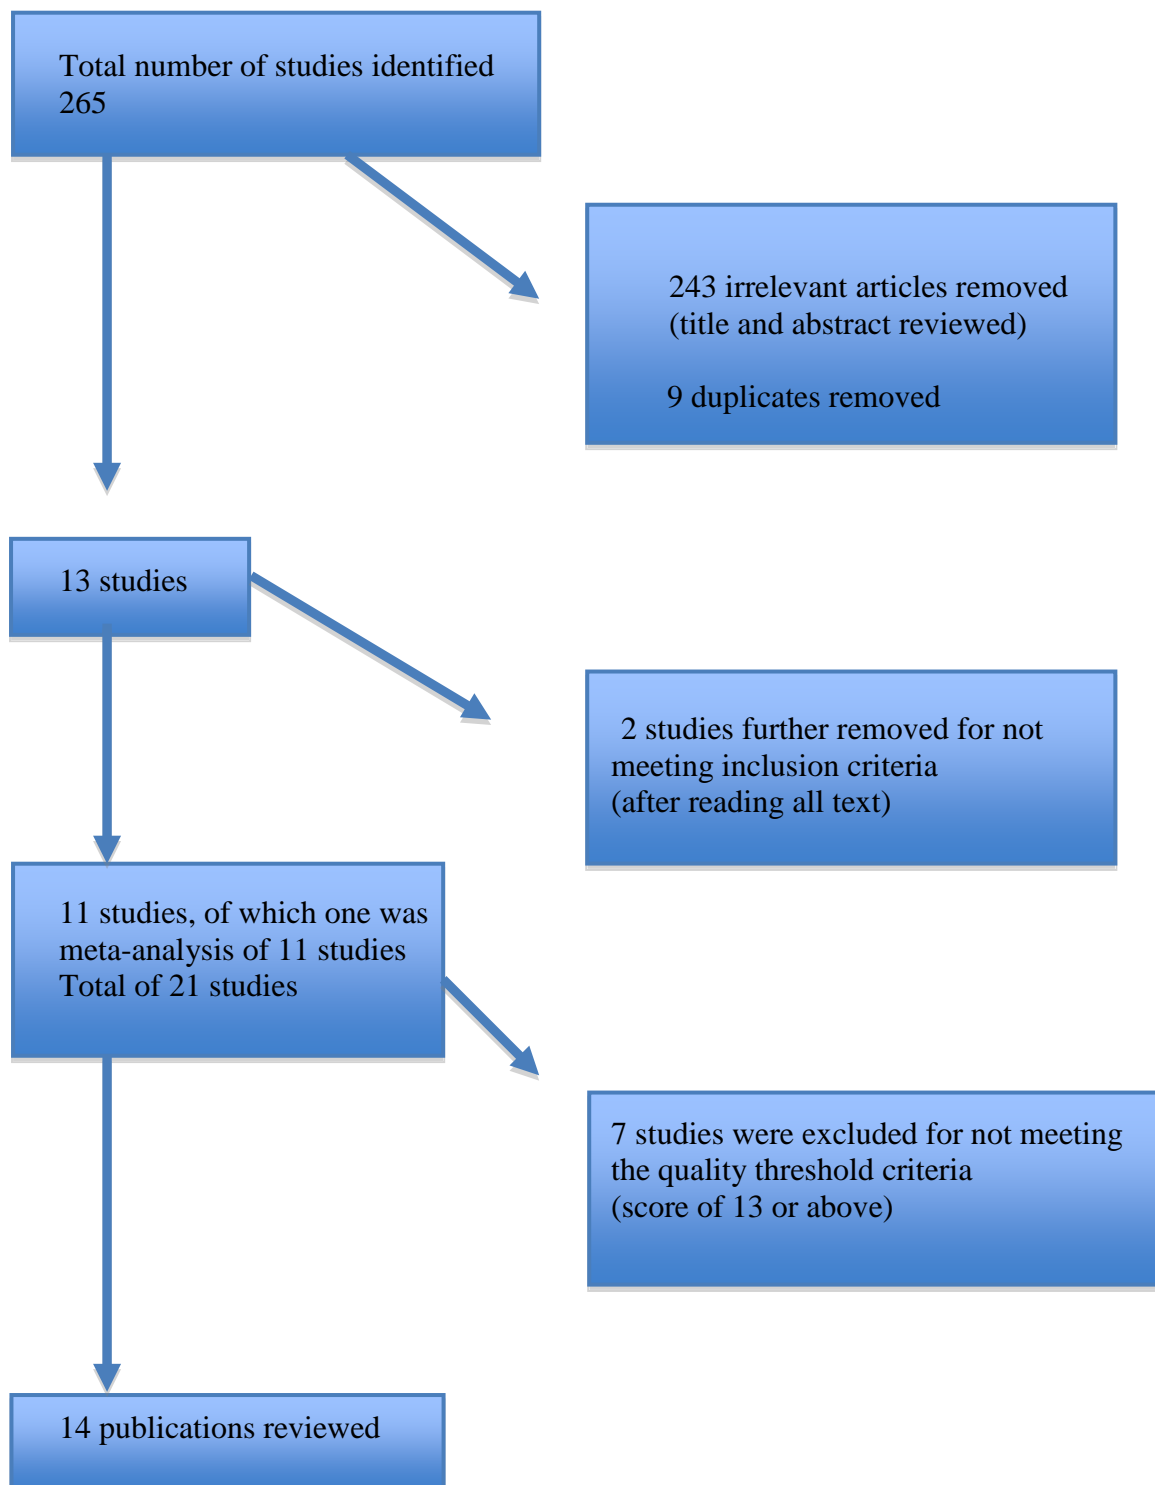 Total number of studies identified
265
243 irrelevant articles removed
(title and abstract reviewed)
9 duplicates removed
13 studies
2 studies further removed for not
meeting inclusion criteria
(after reading all text)
11 studies, of which one was
meta-analysis of 11 studies
Total of 21 studies
7 studies were excluded for not meeting
the quality threshold criteria
(score of 13 or above)
14 publications reviewed